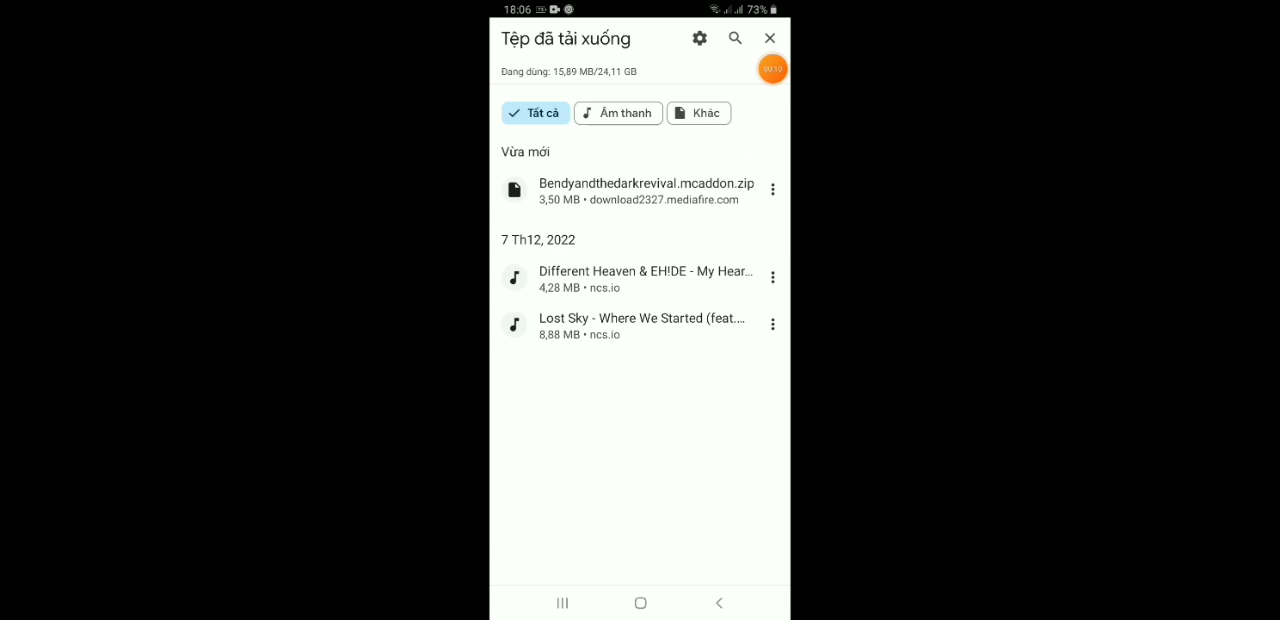 18:06 73%
Tệp đã tải xuống
Đang dùng: 15,89 MB/24,11 GB
00:10
Tất cả Âm thanh Khác
Vừa mới
Bendyandthedarkrevival.mcaddon.zip
3,50 MB • download2327.mediafire.com
7 Th12, 2022
Different Heaven & EH!DE - My Hear...
4,28 MB • ncs.io
Lost Sky - Where We Started (feat....
8,88 MB • ncs.io